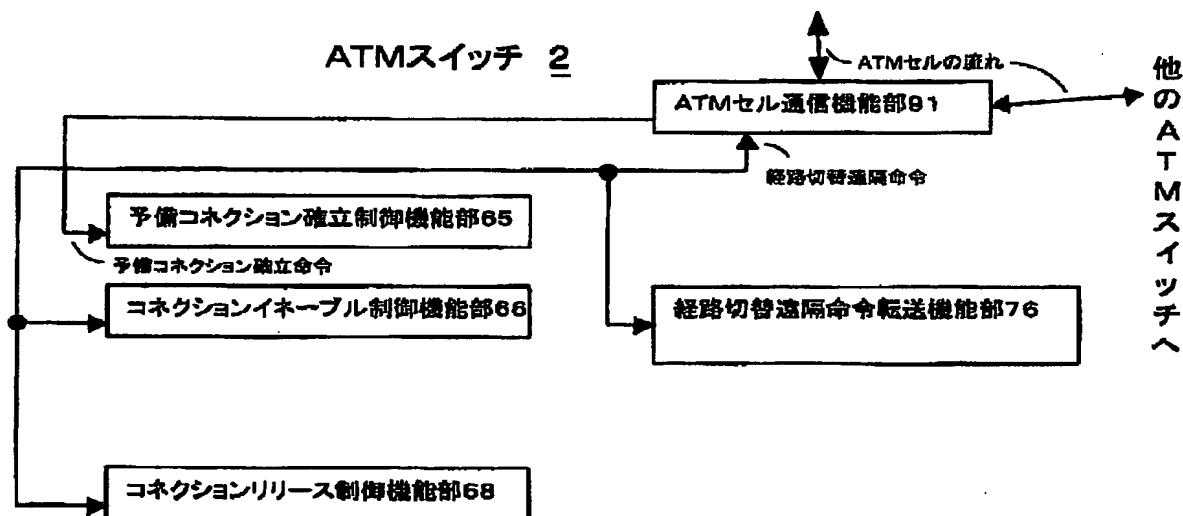 ATMスイッチ 2
ATMセルの流れ
ATMセル通信機能部91
経路切替遠隔命令
予備コネクション確立制御機能部65
予備コネクション確立命令
コネクションイネーブル制御機能部66
経路切替遠隔命令転送機能部76
コネクションリリース制御機能部68
他のATMスイッチへ